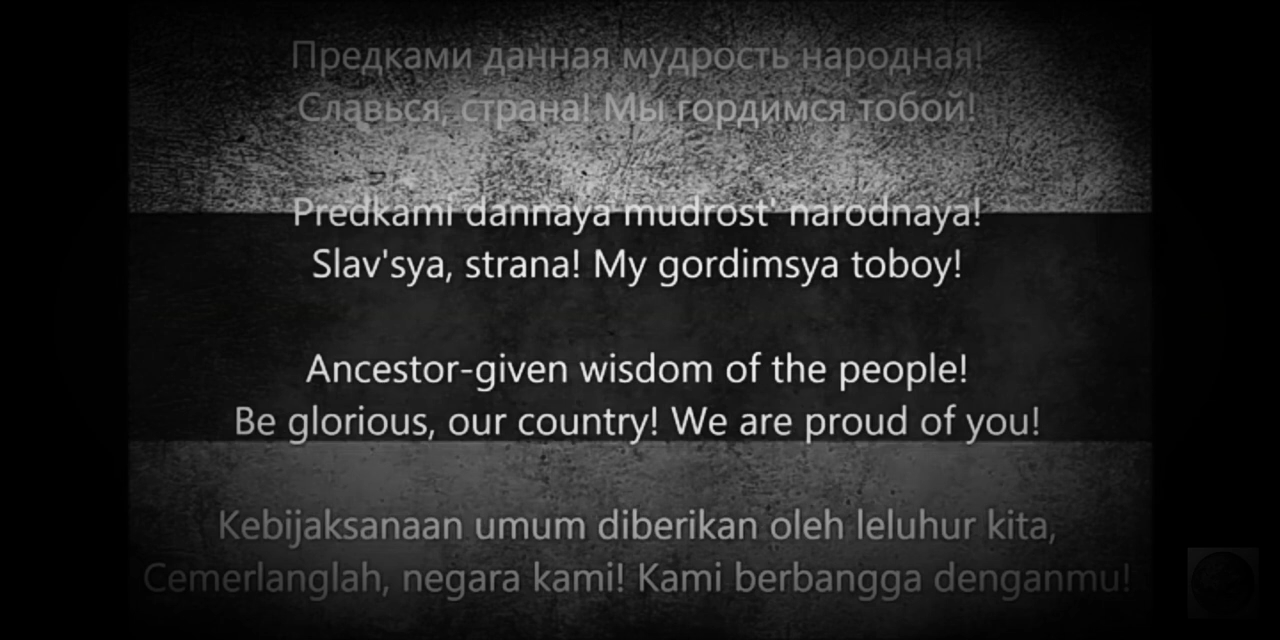 Предками данная мудрость народная!
Славься, страна! Мы гордимся тобой!
Predkami dannaya mudrost' narodnaya!
Slav'sya, strana! My gordimsya toboy!
Ancestor-given wisdom of the people!
Be glorious, our country! We are proud of you!
Kebijaksanaan umum diberikan oleh leluhur kita,
Cemerlanglah, negara kami! Kami berbangga denganmu!